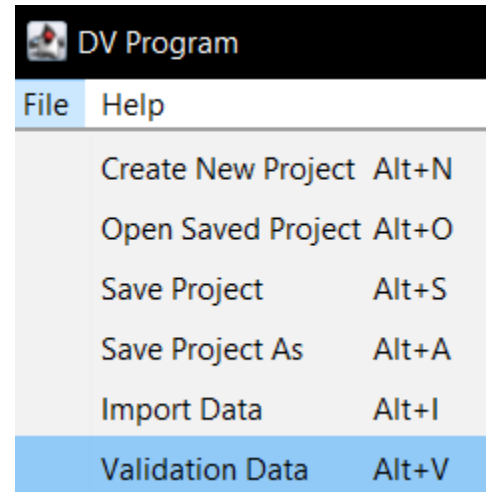 DV Program
File Help
Create New Project Alt+N
Open Saved Project Alt+O
Save Project Alt+S
Save Project As Alt+A
Import Data Alt+I
Validation Data Alt+V